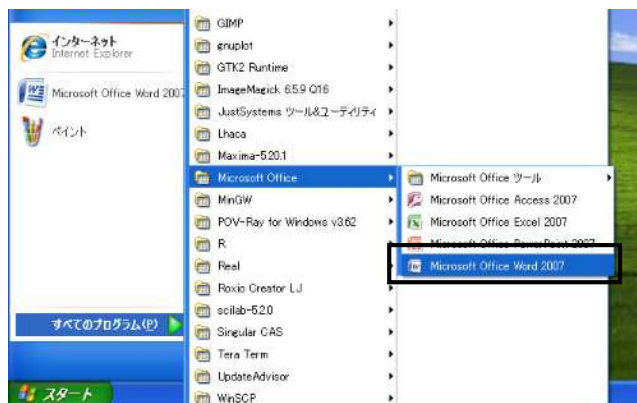 インターネット
Internet Explorer
Microsoft Office Word 2007
ペイント
すべてのプログラム(P)
スタート
GIMP
gnuplot
GTK2 Runtime
ImageMagick 6.5.9 Q16
JustSystems ツール&ユーティリティ
Lhaca
Maxima-5.20.1
Microsoft Office
MinGW
POV-Ray for Windows v3.62
R
Real
Roxio Creator LJ
scilab-5.2.0
Singular CAS
Tera Term
UpdateAdvisor
WinSCP
Microsoft Office ツール
Microsoft Office Access 2007
Microsoft Office Excel 2007
Microsoft Office PowerPoint 2007
Microsoft Office Word 2007